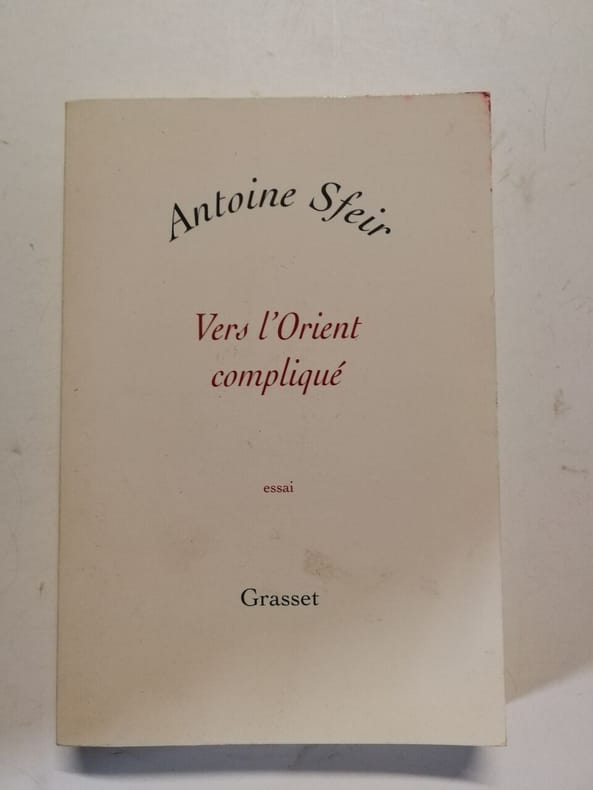 Antoine Sfeir
Vers l'Orient
compliqué
essai
Grasset